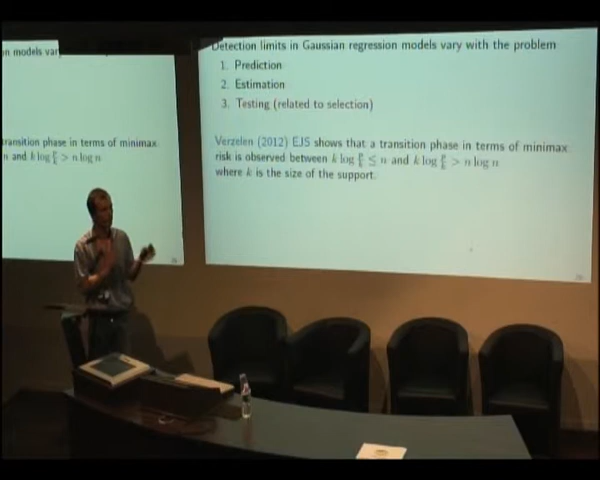 on models vary
transition phase in terms of minimax
n and k log p/k > n log n
Detection limits in Gaussian regression models vary with the problem
1. Prediction
2. Estimation
3. Testing (related to selection)
Verzelen (2012) EJS shows that a transition phase in terms of minimax
risk is observed between k log p/k ≤ n and k log p/k > n log n
where k is the size of the support.